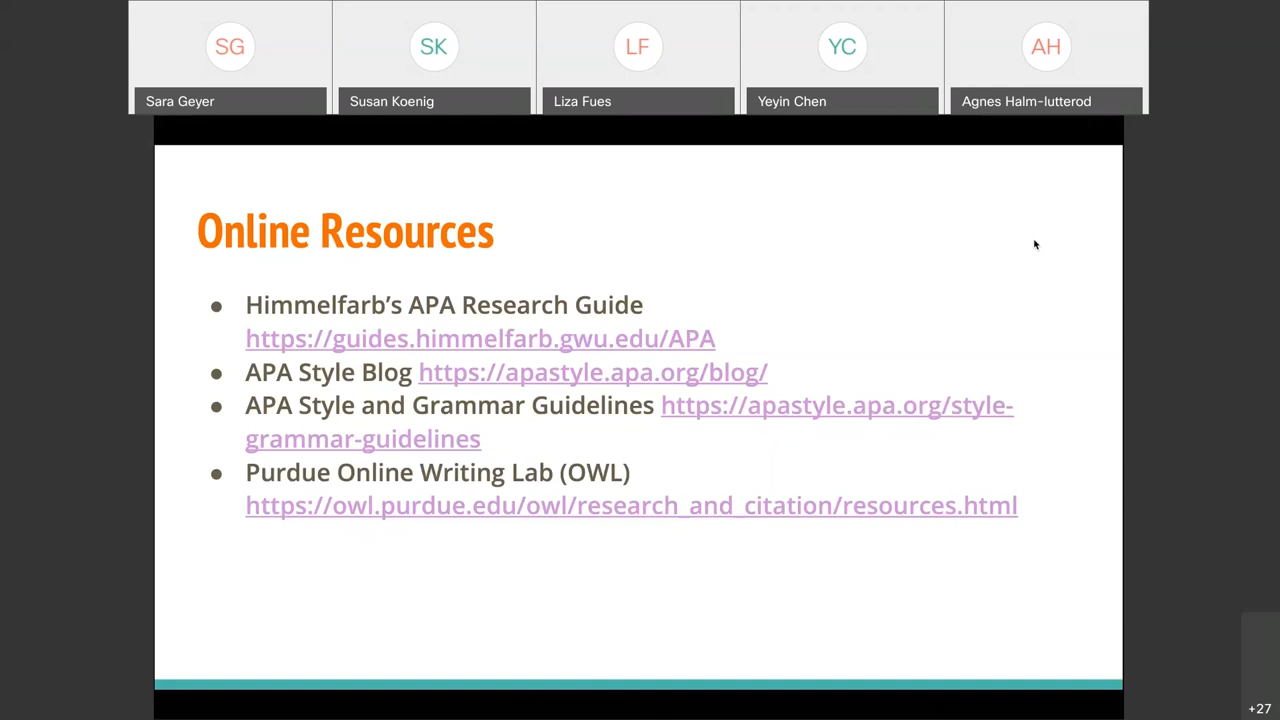 SG
SK
LF
YC
AH
Sara Geyer
Susan Koenig
Liza Fues
Yeyin Chen
Agnes Halm-lutterod
Online Resources
● Himmelfarb’s APA Research Guide
https://guides.himmelfarb.gwu.edu/APA
● APA Style Blog https://apastyle.apa.org/blog/
● APA Style and Grammar Guidelines https://apastyle.apa.org/style-
grammar-guidelines
● Purdue Online Writing Lab (OWL)
https://owl.purdue.edu/owl/research_and_citation/resources.html
+27